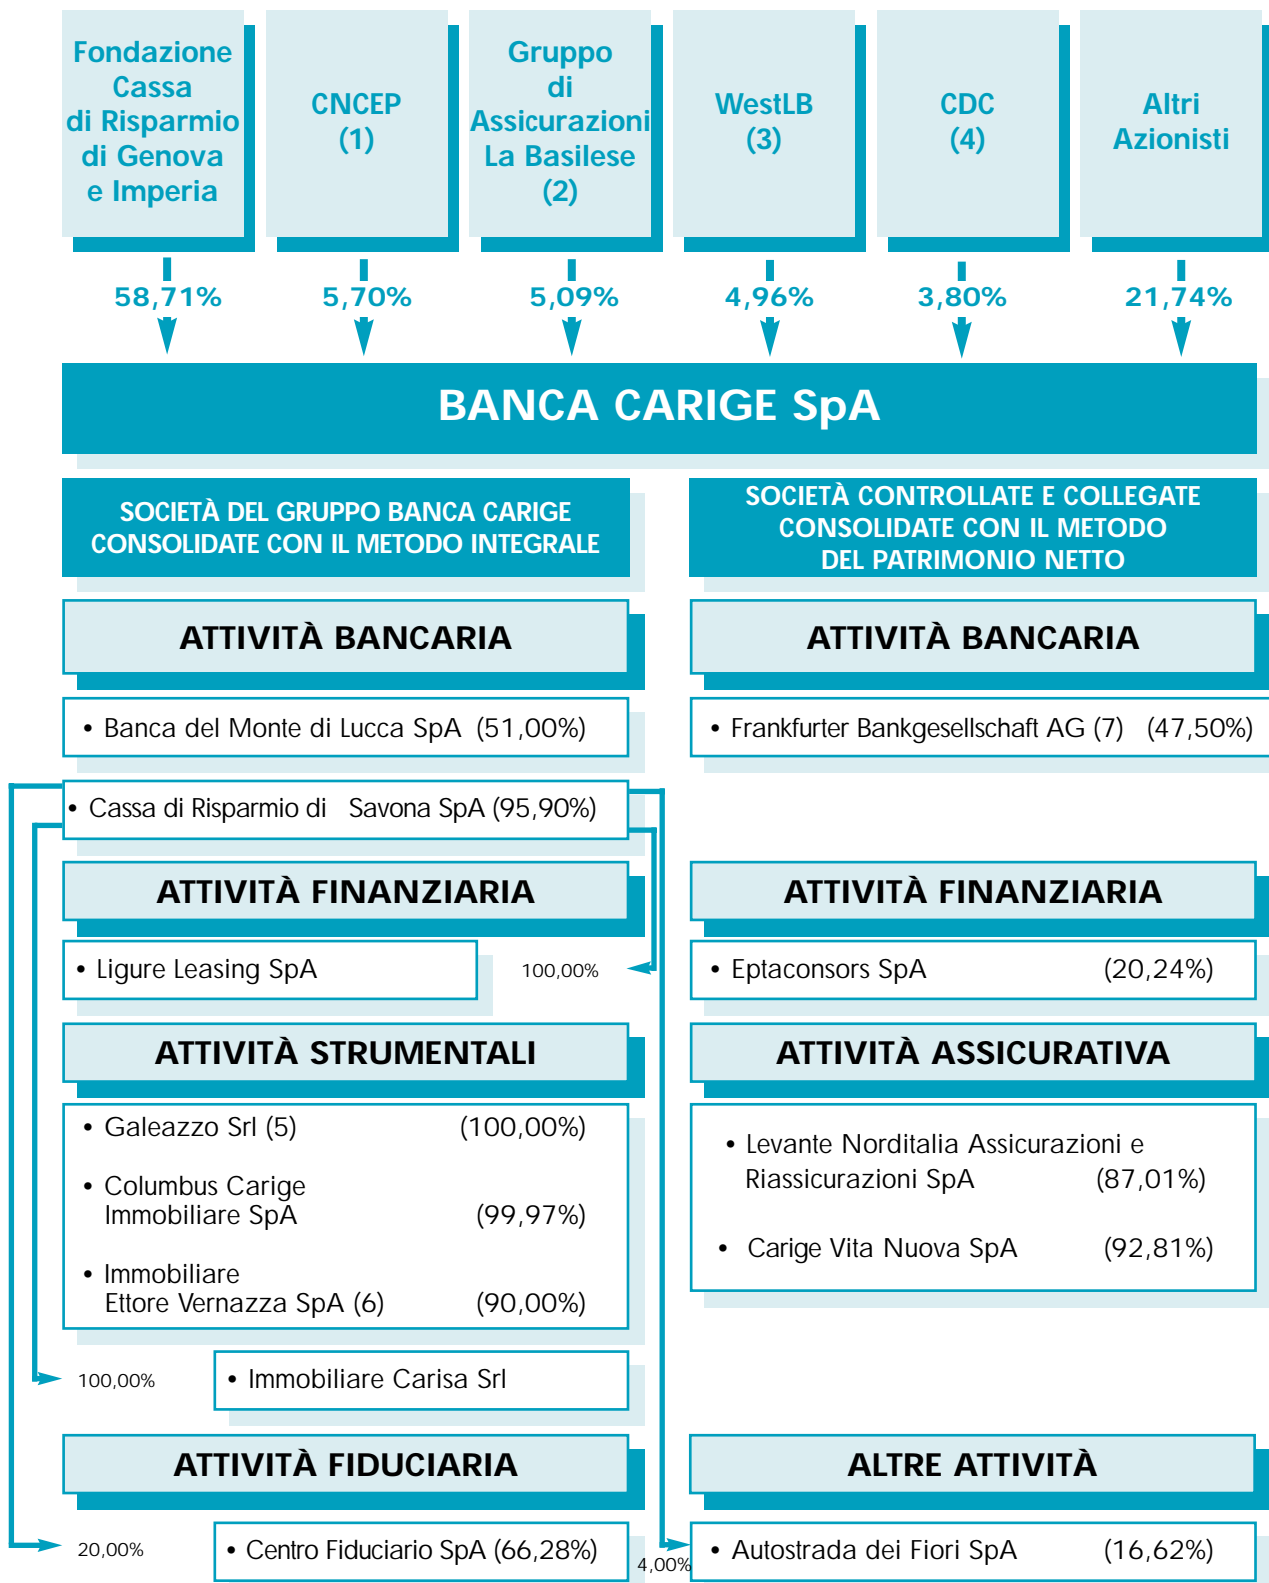 Fondazione
Cassa
di Risparmio
di Genova
e Imperia
CNCEP
(1)
Gruppo
di
Assicurazioni
La Basilese
(2)
WestLB
(3)
CDC
(4)
Altri
Azionisti
58,71%
5,70%
5,09%
4,96%
3,80%
21,74%
BANCA CARIGE SpA
SOCIETÀ DEL GRUPPO BANCA CARIGE
CONSOLIDATE CON IL METODO INTEGRALE
SOCIETÀ CONTROLLATE E COLLEGATE
CONSOLIDATE CON IL METODO
DEL PATRIMONIO NETTO
ATTIVITÀ BANCARIA
ATTIVITÀ BANCARIA
• Banca del Monte di Lucca SpA (51,00%)
• Frankfurter Bankgesellschaft AG (7) (47,50%)
• Cassa di Risparmio di Savona SpA (95,90%)
ATTIVITÀ FINANZIARIA
ATTIVITÀ FINANZIARIA
• Ligure Leasing SpA 100,00%
• Eptaconsors SpA (20,24%)
ATTIVITÀ STRUMENTALI
ATTIVITÀ ASSICURATIVA
• Galeazzo Srl (5) (100,00%)
• Columbus Carige
Immobiliare SpA (99,97%)
• Immobiliare
Ettore Vernazza SpA (6) (90,00%)
• Levante Norditalia Assicurazioni e
Riassicurazioni SpA (87,01%)
• Carige Vita Nuova SpA (92,81%)
100,00% • Immobiliare Carisa Srl
ATTIVITÀ FIDUCIARIA
ALTRE ATTIVITÀ
20,00% • Centro Fiduciario SpA (66,28%)
4,00% • Autostrada dei Fiori SpA (16,62%)